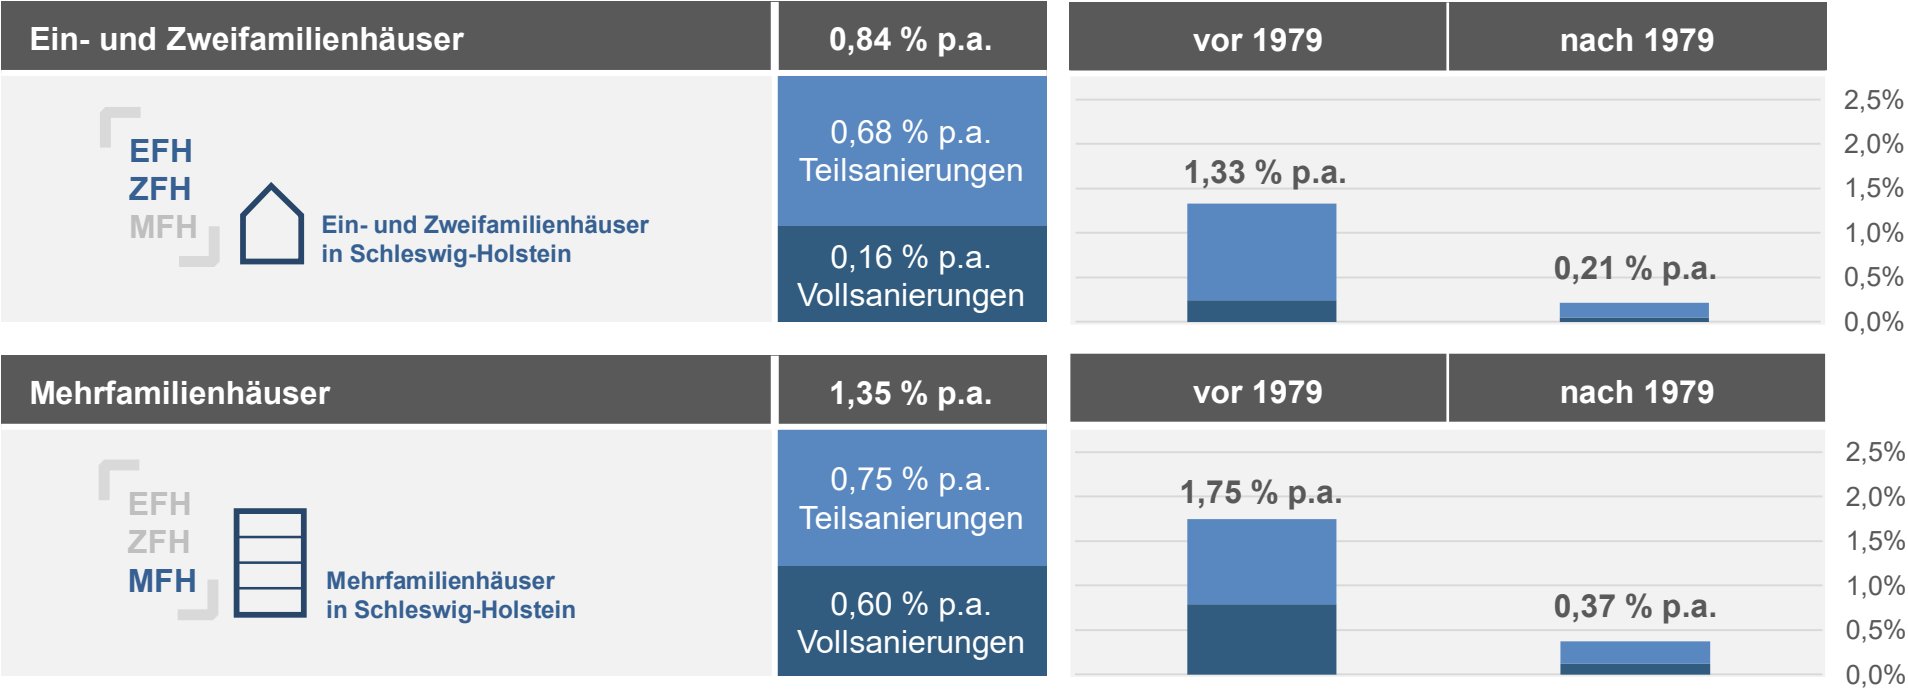 Ein- und Zweifamilienhäuser
0,84 % p.a.
vor 1979
nach 1979
EFH
ZFH
MFH
Ein- und Zweifamilienhäuser
in Schleswig-Holstein
0,68 % p.a.
Teilsanierungen
0,16 % p.a.
Vollsanierungen
1,33 % p.a.
0,21 % p.a.
2,5%
2,0%
1,5%
1,0%
0,5%
0,0%
Mehrfamilienhäuser
1,35 % p.a.
vor 1979
nach 1979
EFH
ZFH
MFH
Mehrfamilienhäuser
in Schleswig-Holstein
0,75 % p.a.
Teilsanierungen
0,60 % p.a.
Vollsanierungen
1,75 % p.a.
0,37 % p.a.
2,5%
2,0%
1,5%
1,0%
0,5%
0,0%